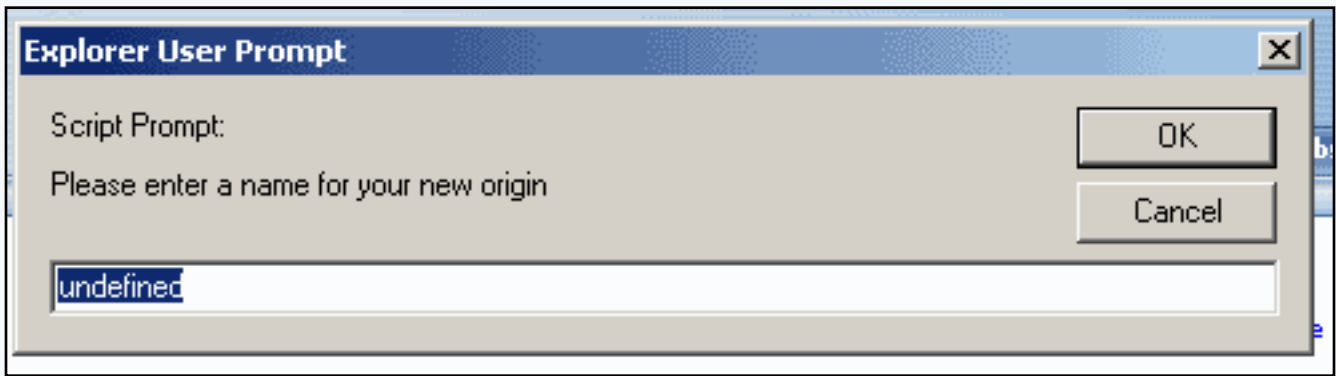 Explorer User Prompt
Script Prompt:
OK
Please enter a name for your new origin
Cancel
undefined